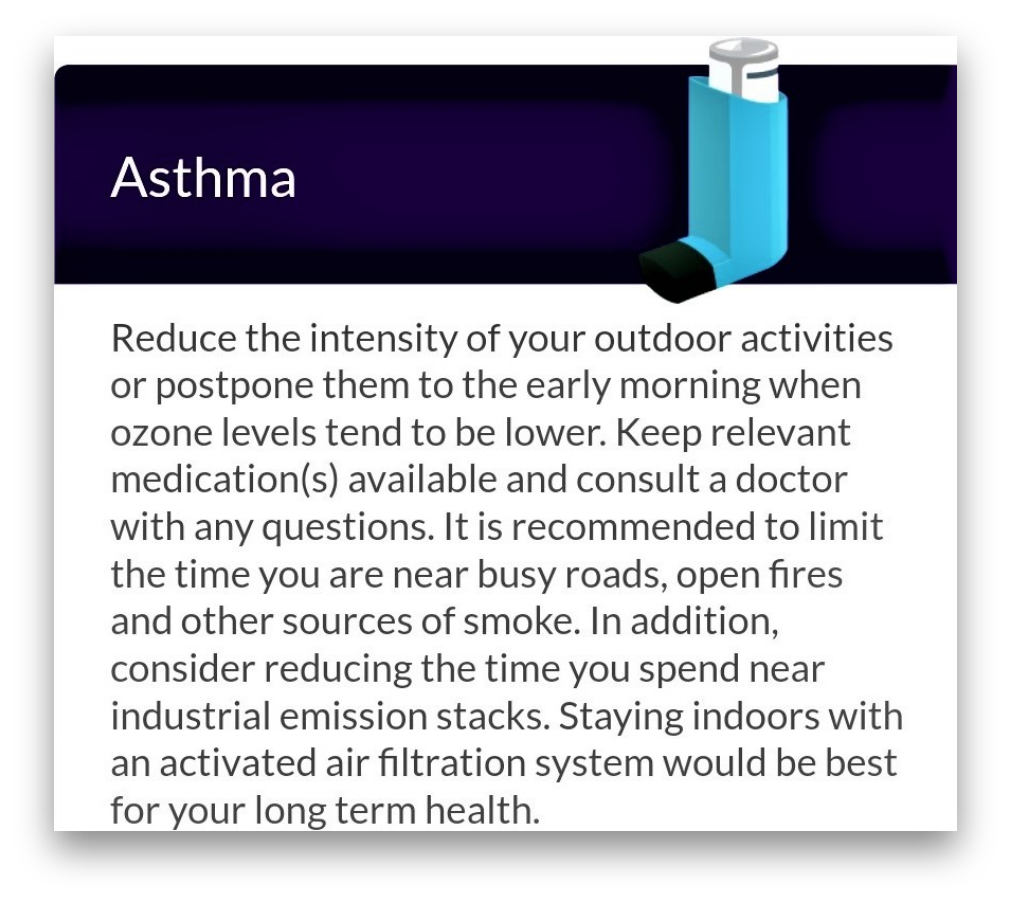 Asthma
Reduce the intensity of your outdoor activities
or postpone them to the early morning when
ozone levels tend to be lower. Keep relevant
medication(s) available and consult a doctor
with any questions. It is recommended to limit
the time you are near busy roads, open fires
and other sources of smoke. In addition,
consider reducing the time you spend near
industrial emission stacks. Staying indoors with
an activated air filtration system would be best
for your long term health.